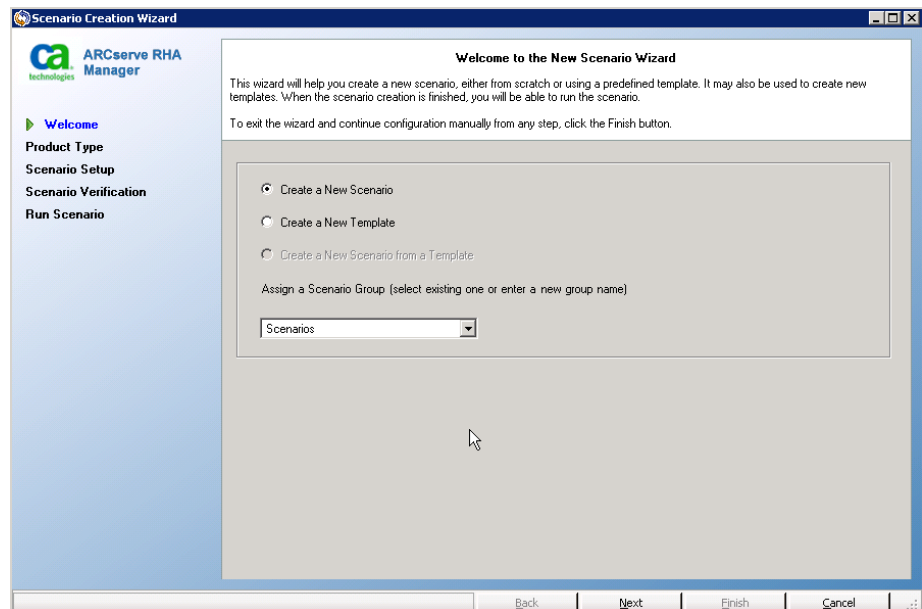 Scenario Creation Wizard
ca
technologies
ARCserve RHA
Manager
Welcome
Product Type
Scenario Setup
Scenario Verification
Run Scenario
Welcome to the New Scenario Wizard
This wizard will help you create a new scenario, either from scratch or using a predefined template. It may also be used to create new
templates. When the scenario creation is finished, you will be able to run the scenario.
To exit the wizard and continue configuration manually from any step, click the Finish button.
Create a New Scenario
Create a New Template
Create a New Scenario from a Template
Assign a Scenario Group (select existing one or enter a new group name)
Scenarios
Back Next Finish Cancel